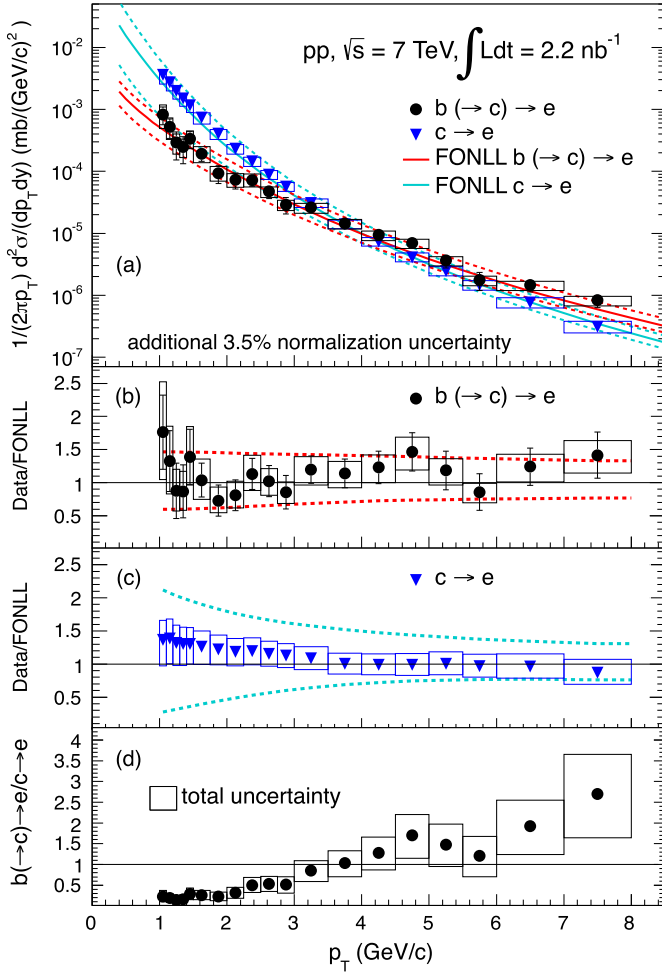 1/(2πp_T) d²σ/(dp_Tdy) (mb/(GeV/c)²)
10⁻²
10⁻³
10⁻⁴
10⁻⁵
10⁻⁶
10⁻⁷
pp, √s = 7 TeV, ∫Ldt = 2.2 nb⁻¹
b (→ c) → e
c → e
FONLL b (→ c) → e
FONLL c → e
(a)
additional 3.5% normalization uncertainty
Data/FONLL
2.5
2
1.5
1
0.5
(b)
b (→ c) → e
Data/FONLL
2.5
2
1.5
1
0.5
(c)
c → e
b(→c)→e/c→e
4
3.5
3
2.5
2
1.5
1
0.5
(d)
total uncertainty
0 1 2 3 4 5 6 7 8
p_T (GeV/c)